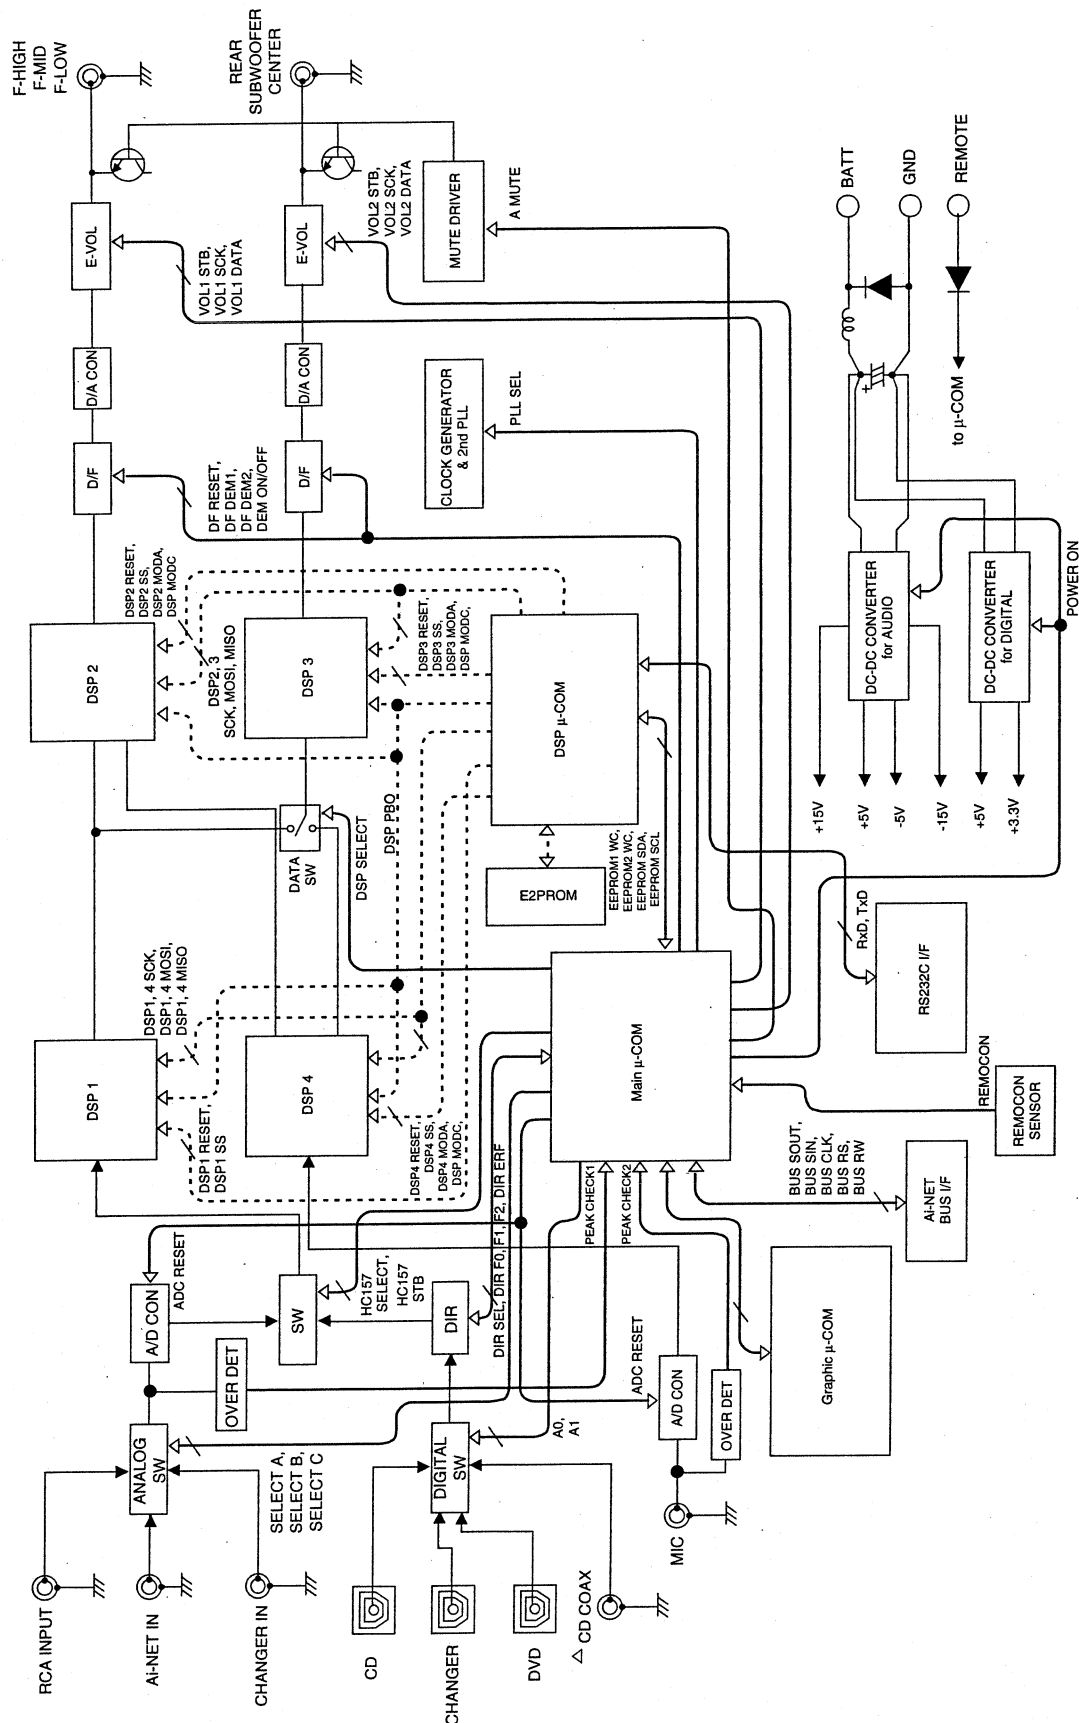 RCA INPUT
Ai-NET IN
CHANGER IN
CD
CHANGER
DVD
△ CD COAX
MIC
ANALOG
SW
SELECT A,
SELECT B,
SELECT C
OVER DET
A/D CON
ADC RESET
SW
HC157
SELECT,
HC157
STB
DIR
DIR SEL, DIR F0, F1, F2, DIR ERF
DIGITAL
SW
A0,
A1
ADC RESET
A/D CON
OVER DET
PEAK CHECK1
PEAK CHECK2
Graphic μ-COM
Ai-NET
BUS I/F
BUS SOUT,
BUS SIN,
BUS CLK,
BUS RS,
BUS RW
REMOCON
SENSOR
REMOCON
RS232C I/F
RxD, TxD
Main μ-COM
DSP 1
DSP1 RESET,
DSP1 SS
DSP1, 4 SCK,
DSP1, 4 MOSI,
DSP1, 4 MISO
DSP 4
DSP4 RESET,
DSP4 SS,
DSP4 MODA,
DSP MODC,
DATA
SW
DSP SELECT
DSP PBO
E2PROM
EEPROM1 WC,
EEPROM2 WC,
EEPROM SDA,
EEPROM SCL
DSP μ-COM
DSP 2
DSP2 RESET,
DSP2 SS,
DSP2 MODA,
DSP MODC
DSP2, 3
SCK, MOSI, MISO
DSP 3
DSP3 RESET,
DSP3 SS,
DSP3 MODA,
DSP MODC,
D/F
DF RESET,
DF DEM1,
DF DEM2,
DEM ON/OFF
D/F
D/A CON
D/A CON
CLOCK GENERATOR
& 2nd PLL
PLL SEL
E-VOL
VOL1 STB,
VOL1 SCK,
VOL1 DATA
E-VOL
VOL2 STB,
VOL2 SCK,
VOL2 DATA
MUTE DRIVER
A MUTE
F-HIGH
F-MID
F-LOW
REAR
SUBWOOFER
CENTER
BATT
GND
REMOTE
to μ-COM
+
DC-DC CONVERTER
for AUDIO
DC-DC CONVERTER
for DIGITAL
POWER ON
+15V
+5V
-5V
-15V
+5V
+3.3V